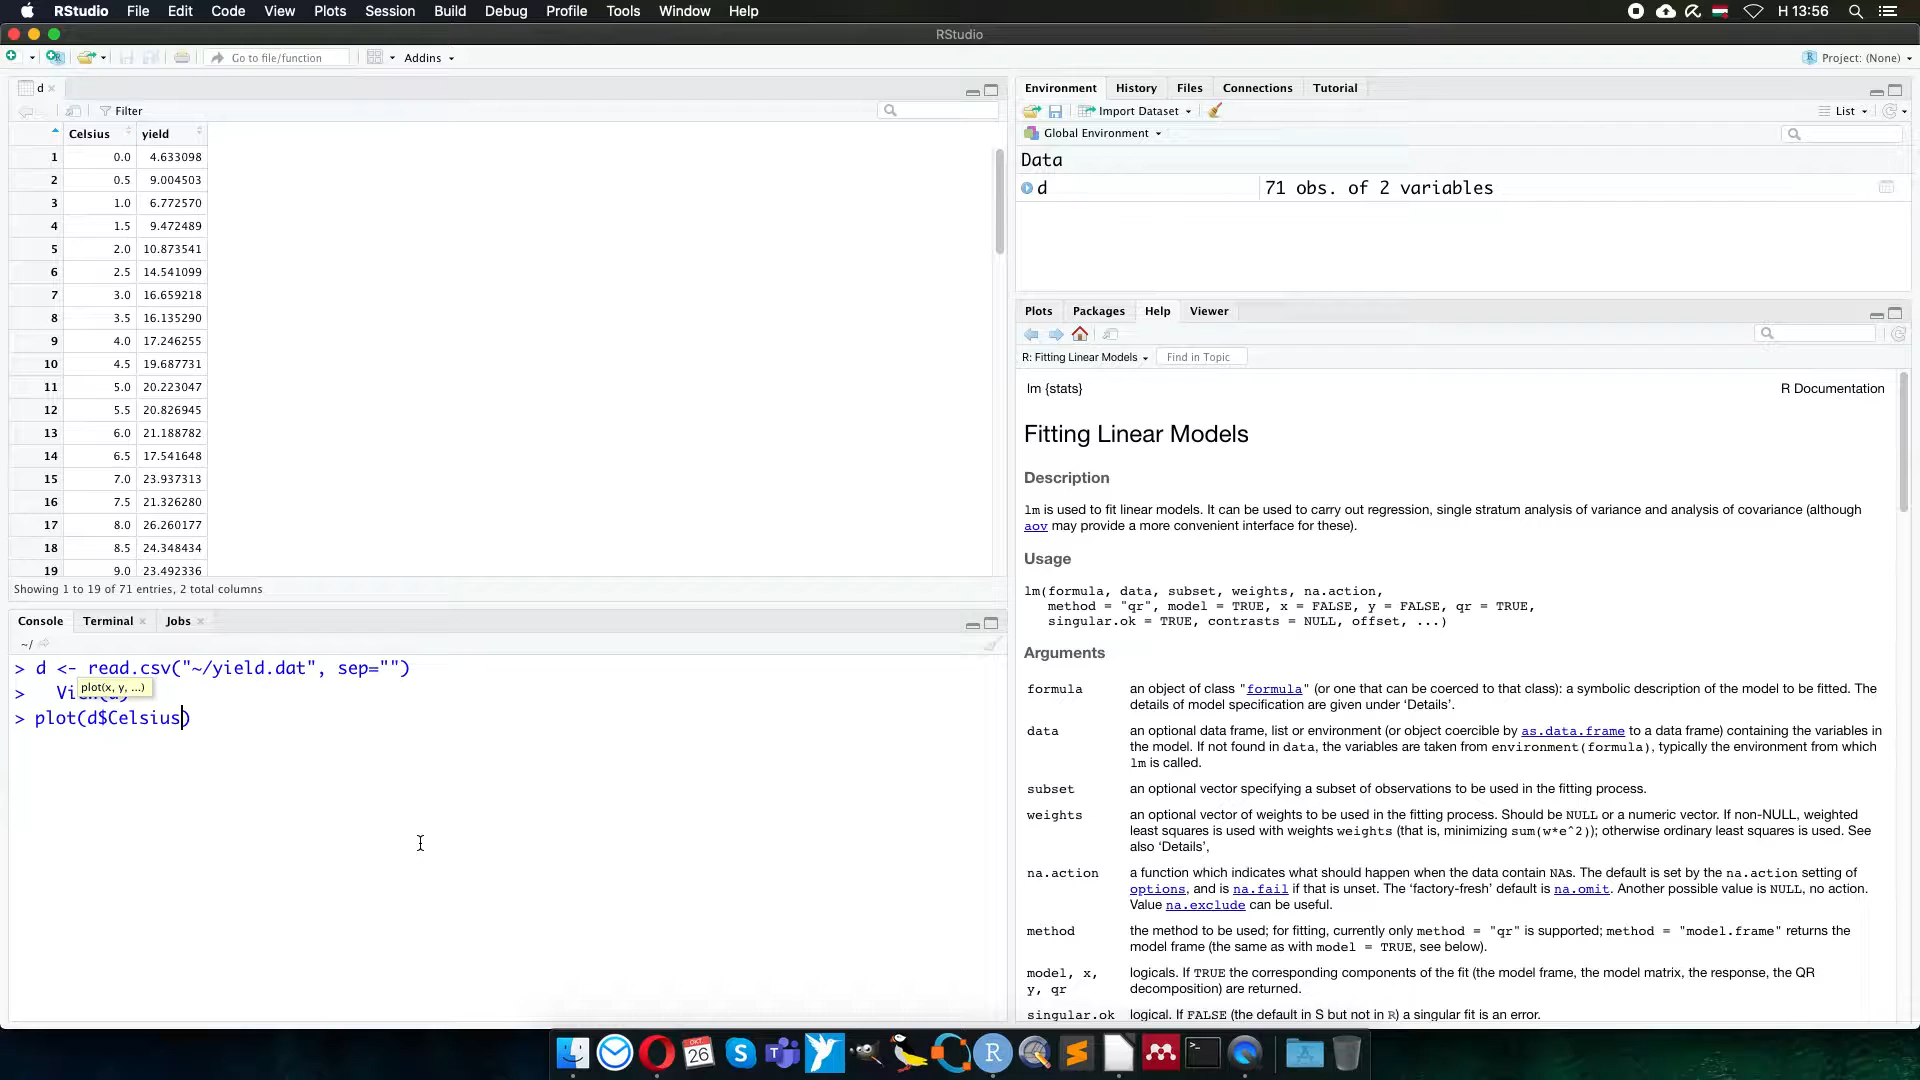 RStudio File Edit Code View Plots Session Build Debug Profile Tools Window Help H 13:56
RStudio
Go to file/function Addins Project: (None)
d
Filter
Celsius yield
1 0.0 4.633098
2 0.5 9.004503
3 1.0 6.772570
4 1.5 9.472489
5 2.0 10.873541
6 2.5 14.541099
7 3.0 16.659218
8 3.5 16.135290
9 4.0 17.246255
10 4.5 19.687731
11 5.0 20.223047
12 5.5 20.826945
13 6.0 21.188782
14 6.5 17.541648
15 7.0 23.937313
16 7.5 21.326280
17 8.0 26.260177
18 8.5 24.348434
19 9.0 23.492336
Showing 1 to 19 of 71 entries, 2 total columns
Console Terminal Jobs
~/
> d <- read.csv("~/yield.dat", sep="")
plot(x, y, ...)
> View(d)
> plot(d$Celsius)
Environment History Files Connections Tutorial
Import Dataset List
Global Environment
Data
d 71 obs. of 2 variables
Plots Packages Help Viewer
R: Fitting Linear Models Find in Topic
lm {stats} R Documentation
Fitting Linear Models
Description
lm is used to fit linear models. It can be used to carry out regression, single stratum analysis of variance and analysis of covariance (although
aov may provide a more convenient interface for these).
Usage
lm(formula, data, subset, weights, na.action,
method = "qr", model = TRUE, x = FALSE, y = FALSE, qr = TRUE,
singular.ok = TRUE, contrasts = NULL, offset, ...)
Arguments
formula an object of class "formula" (or one that can be coerced to that class): a symbolic description of the model to be fitted. The
details of model specification are given under ‘Details’.
data an optional data frame, list or environment (or object coercible by as.data.frame to a data frame) containing the variables in
the model. If not found in data, the variables are taken from environment(formula), typically the environment from which
lm is called.
subset an optional vector specifying a subset of observations to be used in the fitting process.
weights an optional vector of weights to be used in the fitting process. Should be NULL or a numeric vector. If non-NULL, weighted
least squares is used with weights weights (that is, minimizing sum(w*e^2)); otherwise ordinary least squares is used. See
also ‘Details’,
na.action a function which indicates what should happen when the data contain NAs. The default is set by the na.action setting of
options, and is na.fail if that is unset. The ‘factory-fresh’ default is na.omit. Another possible value is NULL, no action.
Value na.exclude can be useful.
method the method to be used; for fitting, currently only method = "qr" is supported; method = "model.frame" returns the
model frame (the same as with model = TRUE, see below).
model, x, logicals. If TRUE the corresponding components of the fit (the model frame, the model matrix, the response, the QR
y, qr decomposition) are returned.
singular.ok logical. If FALSE (the default in S but not in R) a singular fit is an error.
OKT.
26
S
R
>_